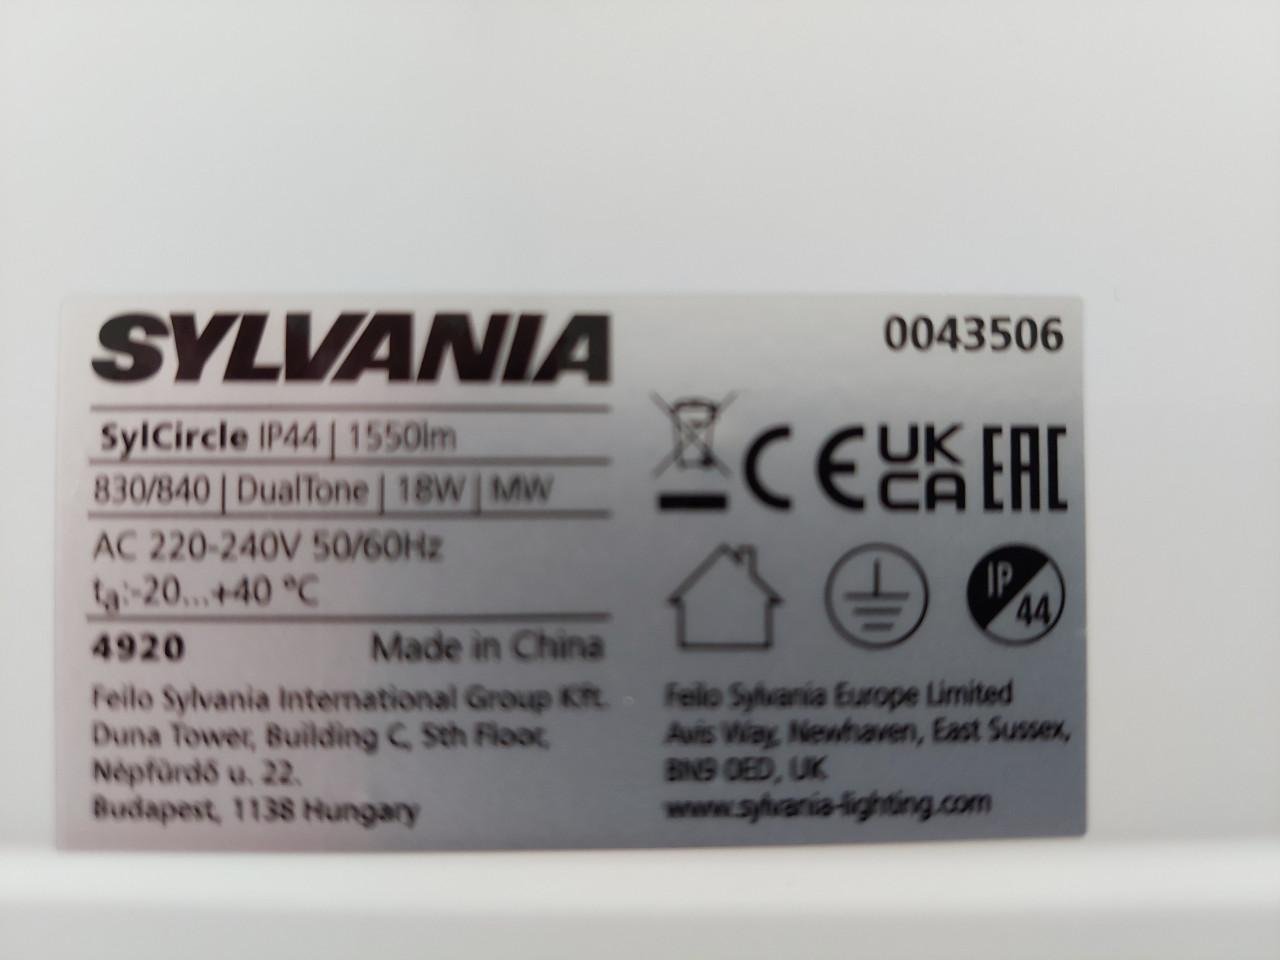 SYLVANIA
0043506
SylCircle IP44 | 1550lm
830/840 | DualTone | 18W | MW
AC 220-240V 50/60Hz
ta:-20...+40 °C
4920 Made in China
CE UK CA EAC
IP 44
Feilo Sylvania International Group Kft.
Duna Tower, Building C, 5th Floor,
Népfürdő u. 22.
Budapest, 1138 Hungary
Feilo Sylvania Europe Limited
Avis Way, Newhaven, East Sussex,
BN9 0ED, UK
www.sylvania-lighting.com